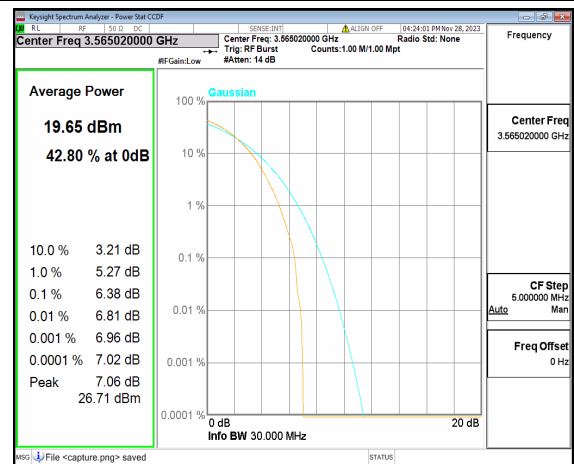 Keysight Spectrum Analyzer - Power Stat CCDF
RL RF 50 Ω DC SENSE:INT ALIGN OFF 04:24:01 PM Nov 28, 2023
Center Freq 3.565020000 GHz
Center Freq: 3.565020000 GHz Radio Std: None
Trig: RF Burst Counts:1.00 M/1.00 Mpt
#IFGain:Low #Atten: 14 dB
Frequency
Average Power
19.65 dBm
42.80 % at 0dB
10.0 % 3.21 dB
1.0 % 5.27 dB
0.1 % 6.38 dB
0.01 % 6.81 dB
0.001 % 6.96 dB
0.0001 % 7.02 dB
Peak 7.06 dB
26.71 dBm
Gaussian
100 %
10 %
1 %
0.1 %
0.01 %
0.001 %
0.0001 %
0 dB 20 dB
Info BW 30.000 MHz
Center Freq
3.565020000 GHz
CF Step
5.000000 MHz
Auto Man
Freq Offset
0 Hz
MSG File <capture.png> saved STATUS